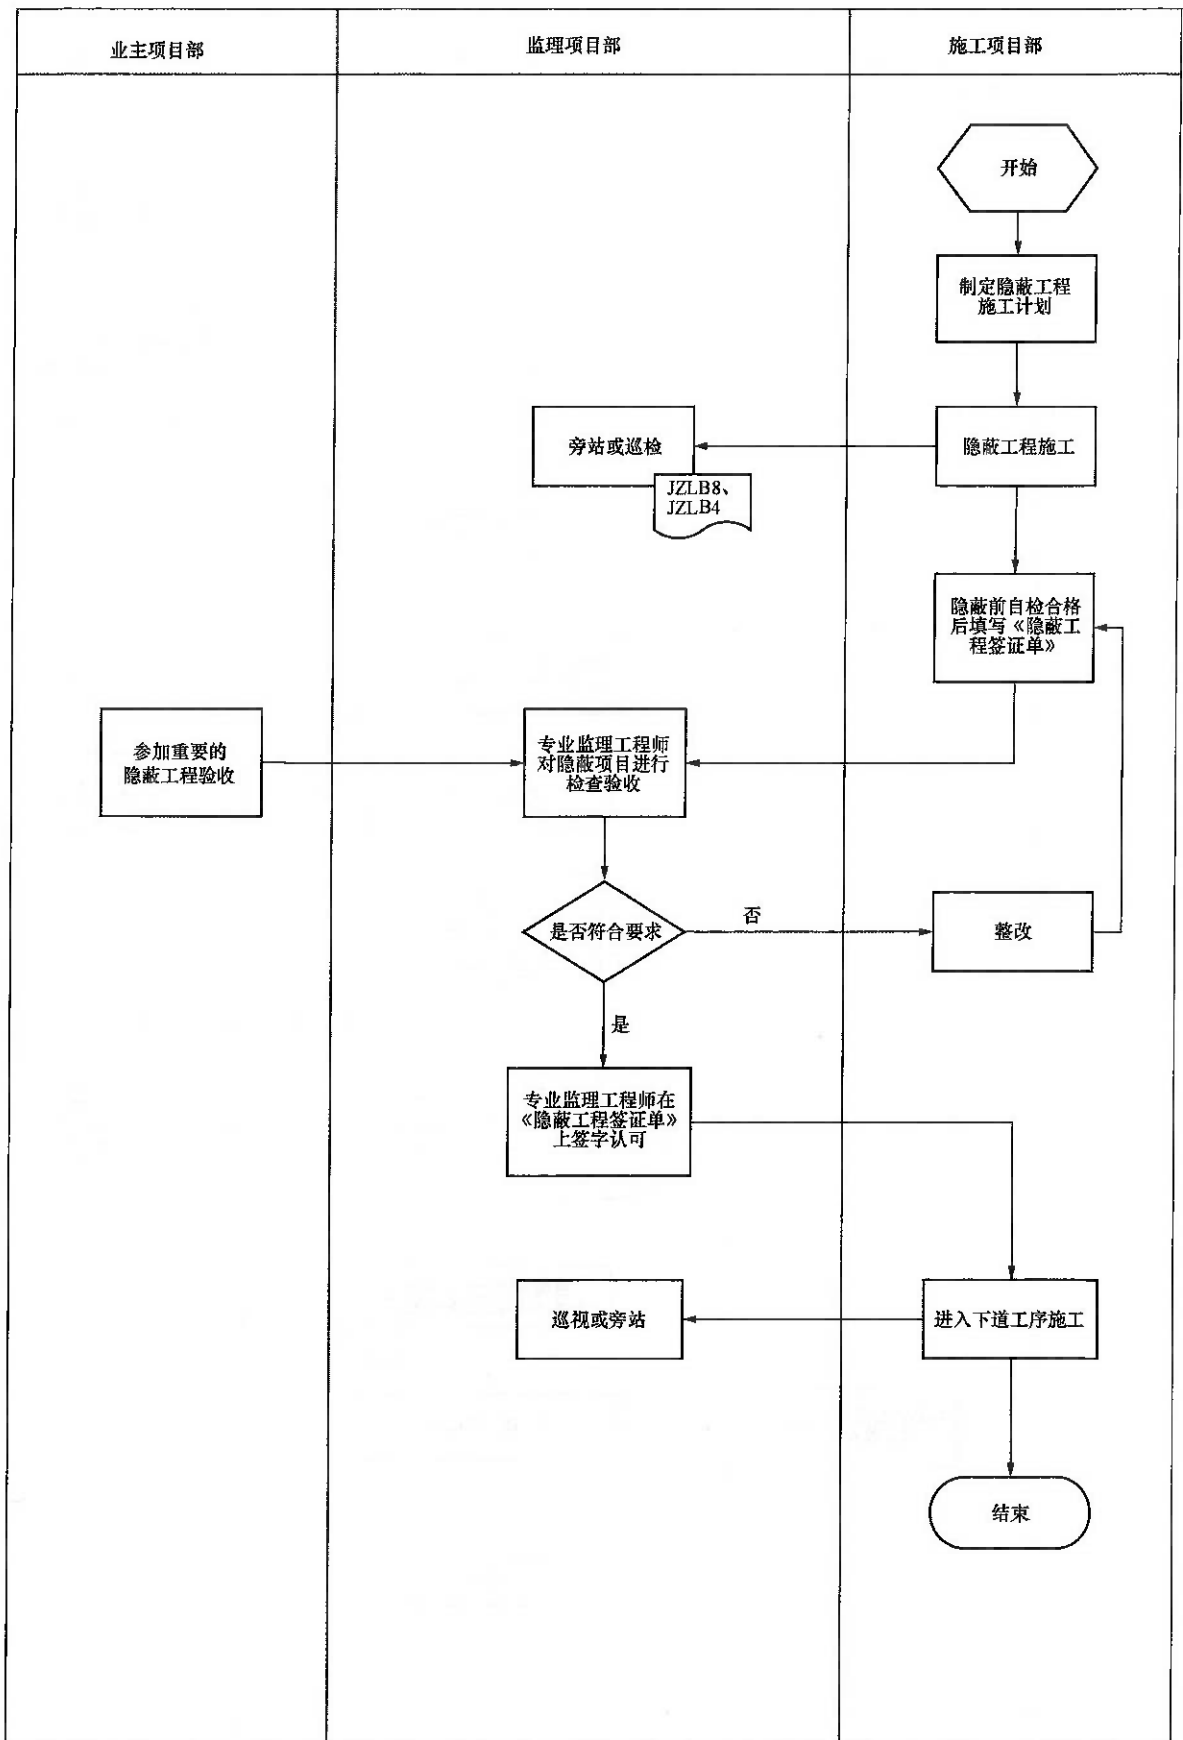 业主项目部
监理项目部
施工项目部
开始
制定隐蔽工程
施工计划
旁站或巡检
隐蔽工程施工
JZLB8、
JZLB4
隐蔽前自检合格
后填写《隐蔽工
程签证单》
参加重要的
隐蔽工程验收
专业监理工程师
对隐蔽项目进行
检查验收
是否符合要求
否
整改
是
专业监理工程师在
《隐蔽工程签证单》
上签字认可
巡视或旁站
进入下道工序施工
结束